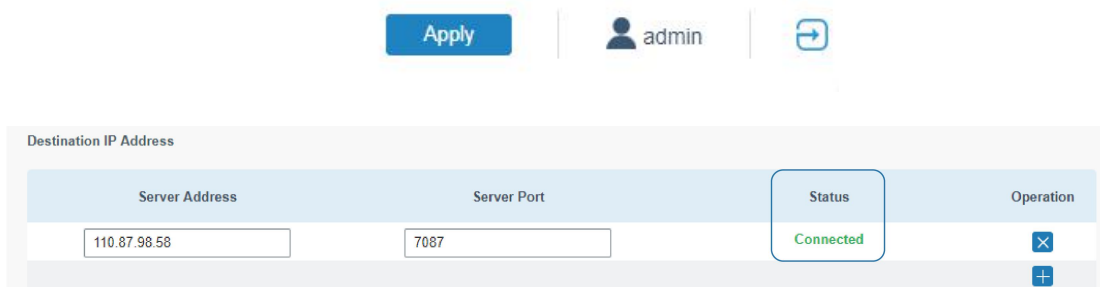 Apply admin
Destination IP Address
Server Address Server Port Status Operation
110.87.98.58 7087 Connected